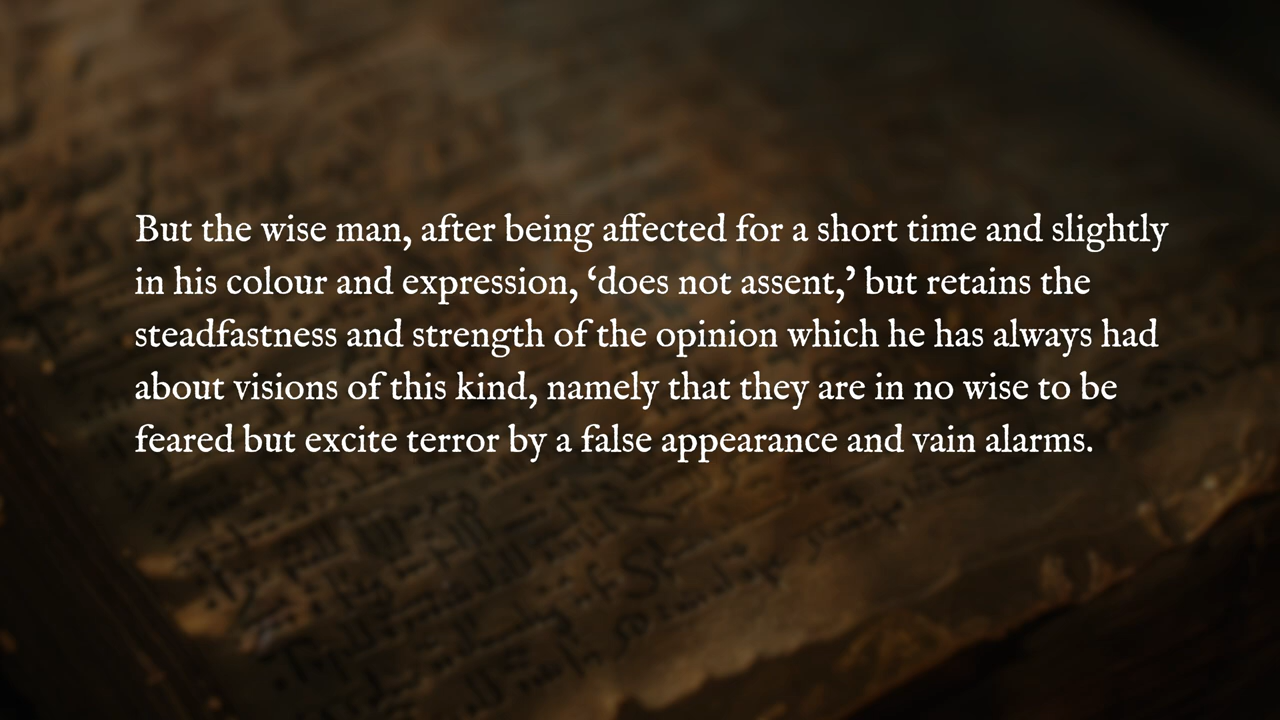 But the wise man, after being affected for a short time and slightly
in his colour and expression, ‘does not assent,’ but retains the
steadfastness and strength of the opinion which he has always had
about visions of this kind, namely that they are in no wise to be
feared but excite terror by a false appearance and vain alarms.